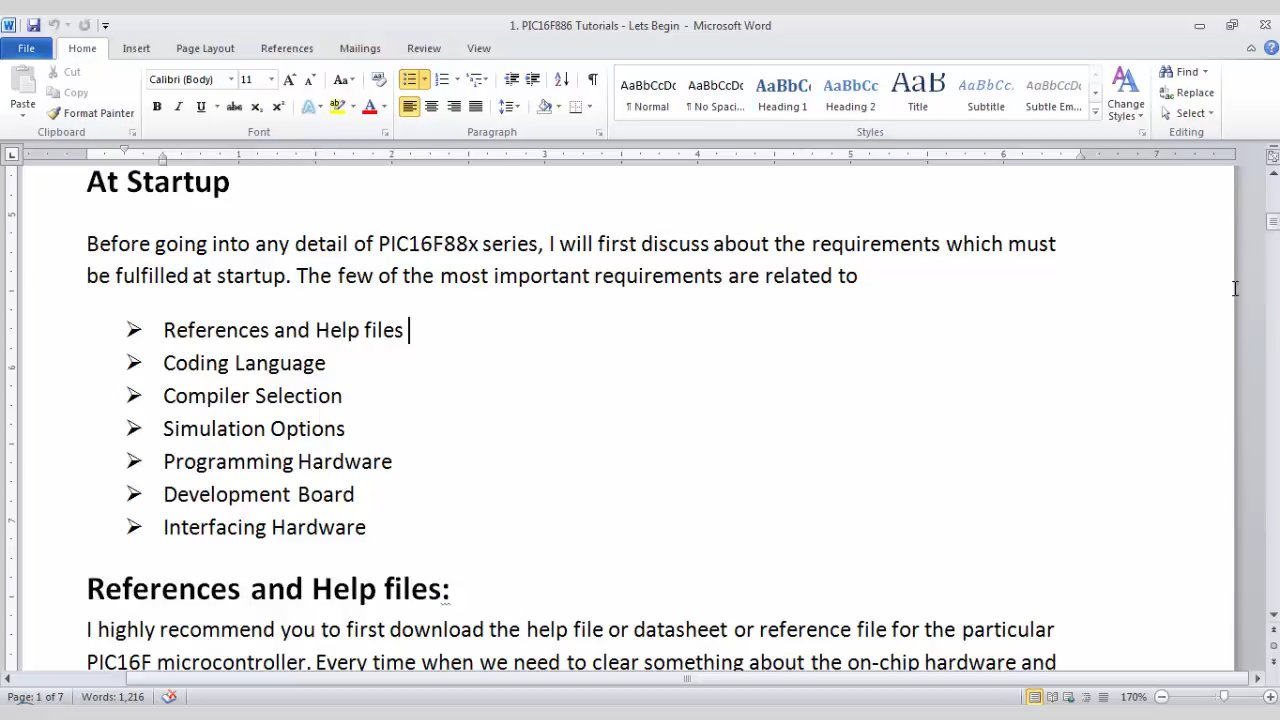 1. PIC16F886 Tutorials - Lets Begin - Microsoft Word
File Home Insert Page Layout References Mailings Review View
Paste
Cut
Copy
Format Painter
Clipboard
Calibri (Body) 11
Font
Paragraph
AaBbCcDc AaBbCcDc AaBbCc AaBbCc AaB AaBbCc. AaBbCcDc
¶ Normal ¶ No Spaci... Heading 1 Heading 2 Title Subtitle Subtle Em...
Styles
Change Styles
Find
Replace
Select
Editing
1 2 3 4 5 6 7
At Startup
Before going into any detail of PIC16F88x series, I will first discuss about the requirements which must
be fulfilled at startup. The few of the most important requirements are related to
References and Help files
Coding Language
Compiler Selection
Simulation Options
Programming Hardware
Development Board
Interfacing Hardware
References and Help files:
I highly recommend you to first download the help file or datasheet or reference file for the particular
PIC16F microcontroller. Every time when we need to clear something about the on-chip hardware and
Page: 1 of 7 Words: 1,216 170%